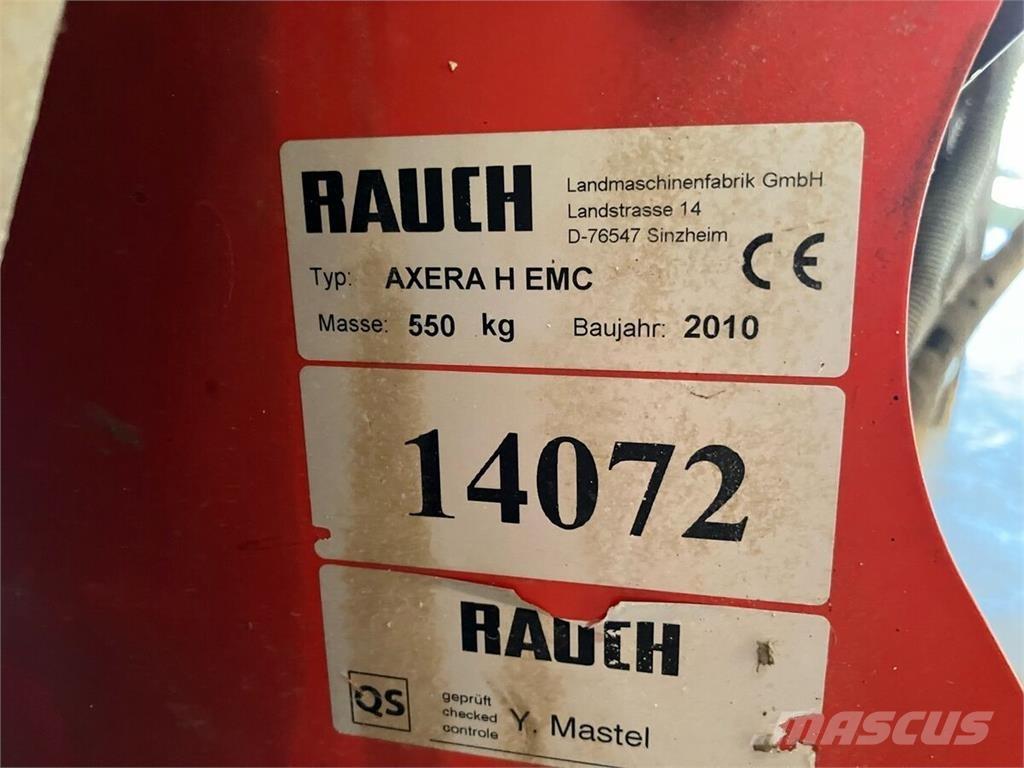 RAUCH
Landmaschinenfabrik GmbH
Landstrasse 14
D-76547 Sinzheim
CE
Typ: AXERA H EMC
Masse: 550 kg Baujahr: 2010
14072
RAUCH
QS
geprüft
checked
controle
Y. Mastel
MASCUS